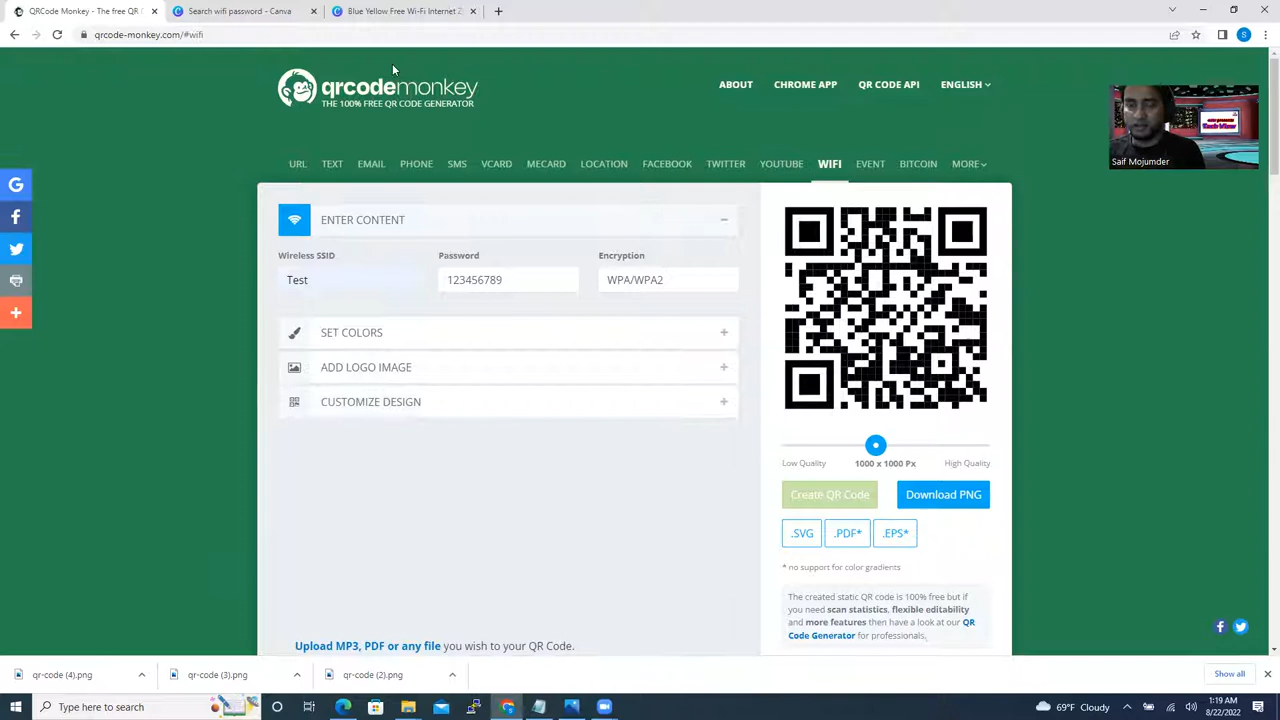 QRCode Monkey - The free QR Co
Search wifi password - Canva
Blue Yellow Free Wi-Fi Internet Z
qrcode-monkey.com/#wifi
S
qrcodemonkey
THE 100% FREE QR CODE GENERATOR
ABOUT
CHROME APP
QR CODE API
ENGLISH
Saif Mojumder
URL
TEXT
EMAIL
PHONE
SMS
VCARD
MECARD
LOCATION
FACEBOOK
TWITTER
YOUTUBE
WIFI
EVENT
BITCOIN
MORE
ENTER CONTENT
Wireless SSID
Password
Encryption
Test
123456789
WPA/WPA2
SET COLORS
ADD LOGO IMAGE
CUSTOMIZE DESIGN
Low Quality
1000 x 1000 Px
High Quality
Create QR Code
Download PNG
.SVG
.PDF*
.EPS*
* no support for color gradients
The created static QR code is 100% free but if
you need scan statistics, flexible editability
and more features then have a look at our QR
Code Generator for professionals.
Upload MP3, PDF or any file you wish to your QR Code.
qr-code (4).png
qr-code (3).png
qr-code (2).png
Show all
Type here to search
69°F Cloudy
1:19 AM
8/22/2022